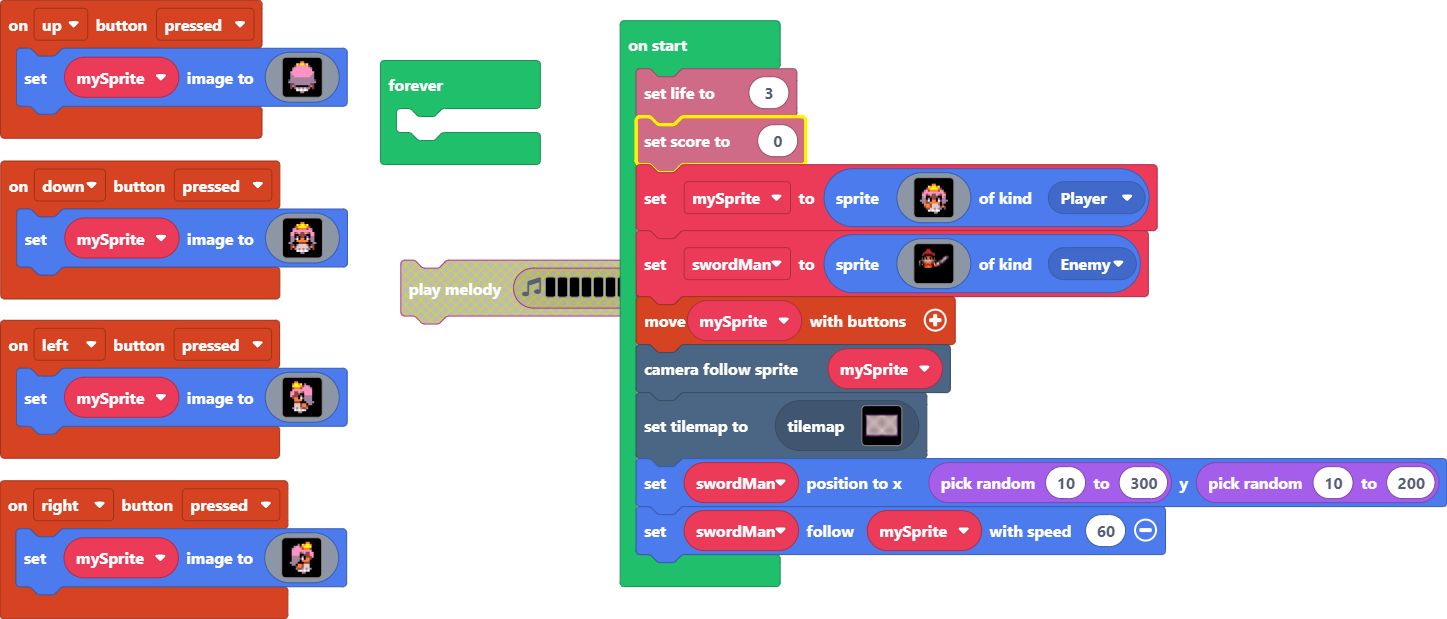 on up button pressed
set mySprite image to
on down button pressed
set mySprite image to
on left button pressed
set mySprite image to
on right button pressed
set mySprite image to
forever
play melody
on start
set life to 3
set score to 0
set mySprite to sprite of kind Player
set swordMan to sprite of kind Enemy
move mySprite with buttons
camera follow sprite mySprite
set tilemap to tilemap
set swordMan position to x pick random 10 to 300 y pick random 10 to 200
set swordMan follow mySprite with speed 60